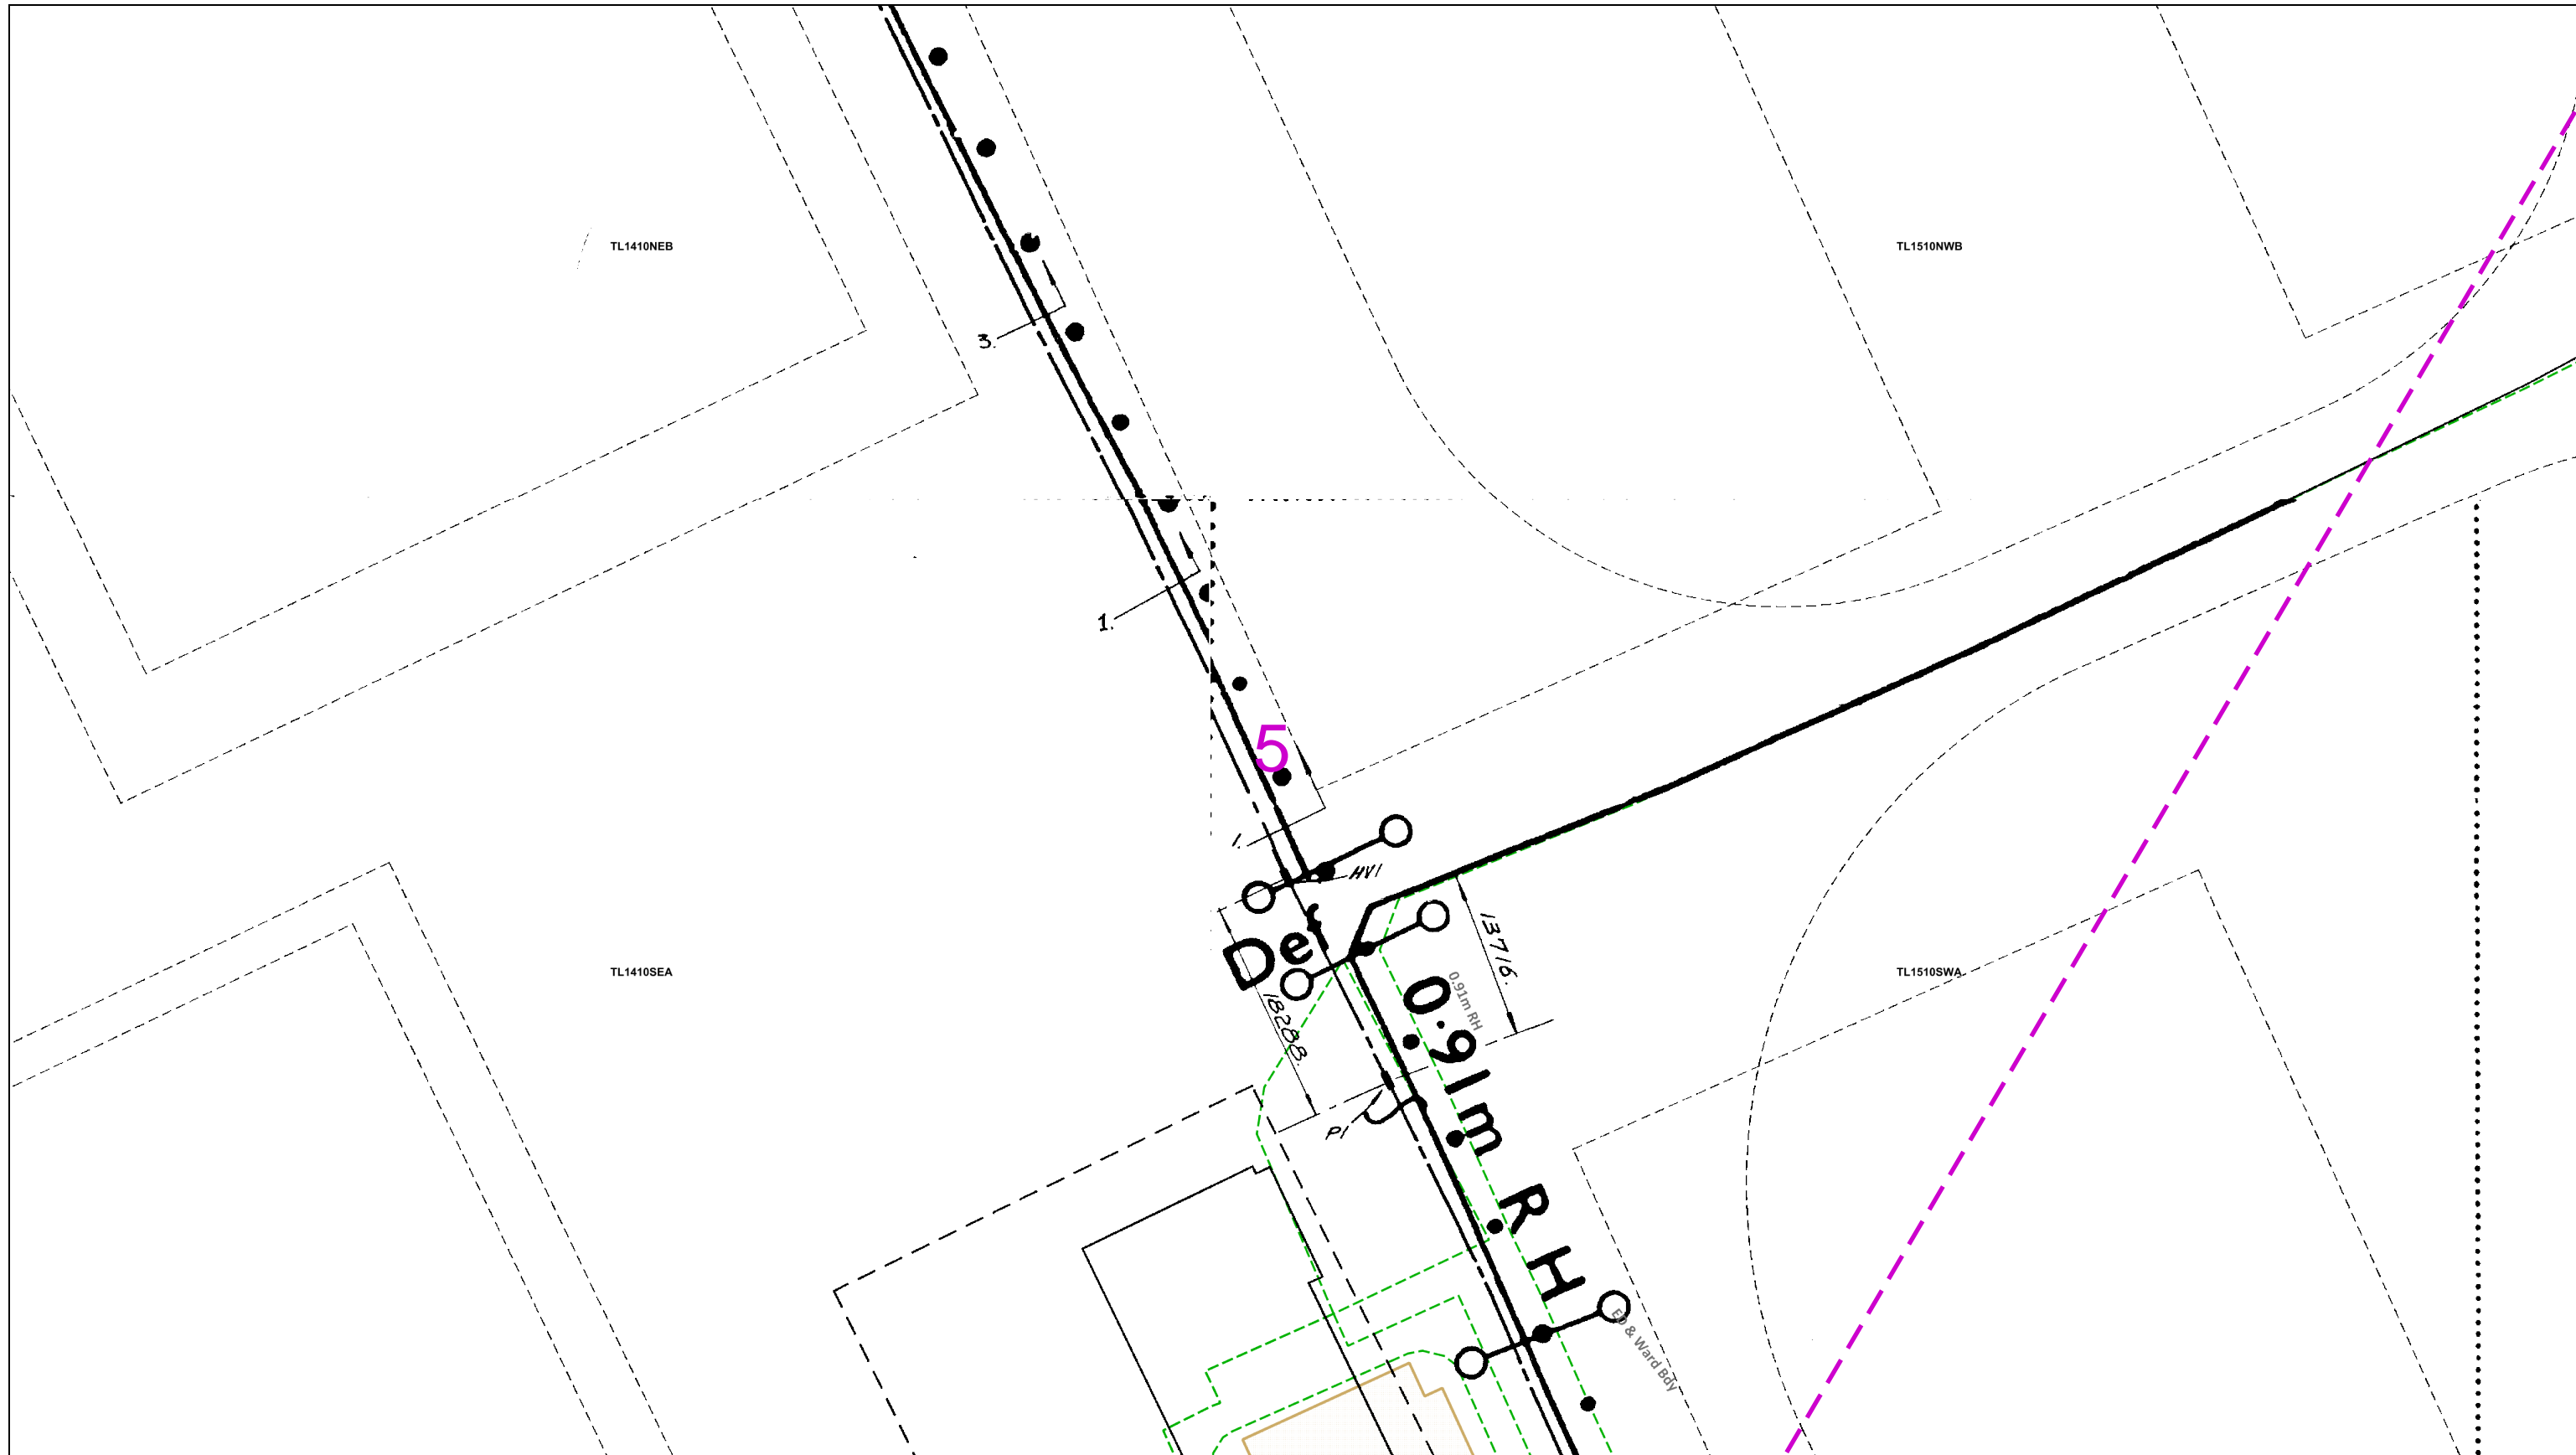 TL1410NEB
TL1510NWB
3.
1.
5
1.
HV1
Def
13716.
TL1410SEA
TL1510SWA
0.91m RH
18288.
0.91m R H
P1
ED & Ward Bdy